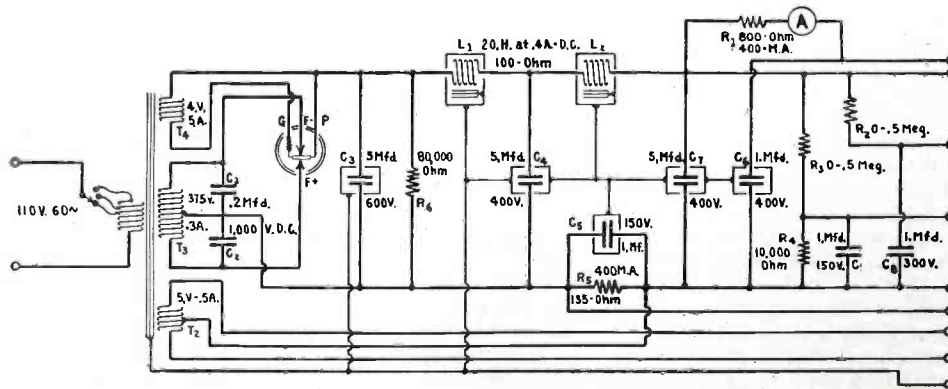 L1 20,H. at .4A-D.C. L2
100-Ohm
R1 800-Ohm
400-M.A.
A
4,V.
5,A.
T4
G F- P
F+
C3 3Mfd.
600V.
80,000
Ohm
R6
5,Mfd. C4
400V.
5,Mfd. C7
400V.
C6 1,Mfd.
400V.
R2 0-.5 Meg.
R3 0-.5 Meg.
110V. 60~
375v.
.3A.
T3
C3
.2Mfd.
1,000 V.D.C.
C2
C5 150V.
1,Mf.
R5 400M.A.
135-Ohm
R4
10,000
Ohm
1,Mfd.
150V. C
1,Mfd.
C8 300V.
5,V-.5A.
T2